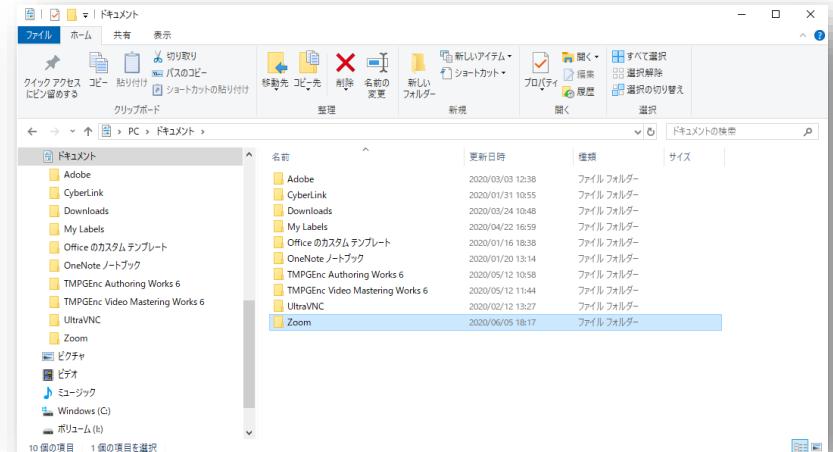 ドキュメント
ファイル ホーム 共有 表示
クイック アクセス
にピン留めする
コピー
貼り付け
切り取り
パスのコピー
ショートカットの貼り付け
クリップボード
移動先
コピー先
削除
名前の
変更
整理
新しい
フォルダー
新しいアイテム
ショートカット
新規
プロパティ
開く
編集
履歴
開く
すべて選択
選択解除
選択の切り替え
選択
PC › ドキュメント ›
ドキュメントの検索
ドキュメント
Adobe
CyberLink
Downloads
My Labels
Office のカスタム テンプレート
OneNote ノートブック
TMPGEnc Authoring Works 6
TMPGEnc Video Mastering Works 6
UltraVNC
Zoom
ピクチャ
ビデオ
ミュージック
Windows (C:)
ボリューム (I:)
名前 更新日時 種類 サイズ
Adobe 2020/03/03 12:38 ファイル フォルダー
CyberLink 2020/01/31 10:55 ファイル フォルダー
Downloads 2020/03/24 10:48 ファイル フォルダー
My Labels 2020/04/22 16:59 ファイル フォルダー
Office のカスタム テンプレート 2020/01/16 18:38 ファイル フォルダー
OneNote ノートブック 2020/01/20 13:14 ファイル フォルダー
TMPGEnc Authoring Works 6 2020/05/12 10:58 ファイル フォルダー
TMPGEnc Video Mastering Works 6 2020/05/12 11:44 ファイル フォルダー
UltraVNC 2020/02/12 13:27 ファイル フォルダー
Zoom 2020/06/05 18:17 ファイル フォルダー
10 個の項目 1 個の項目を選択